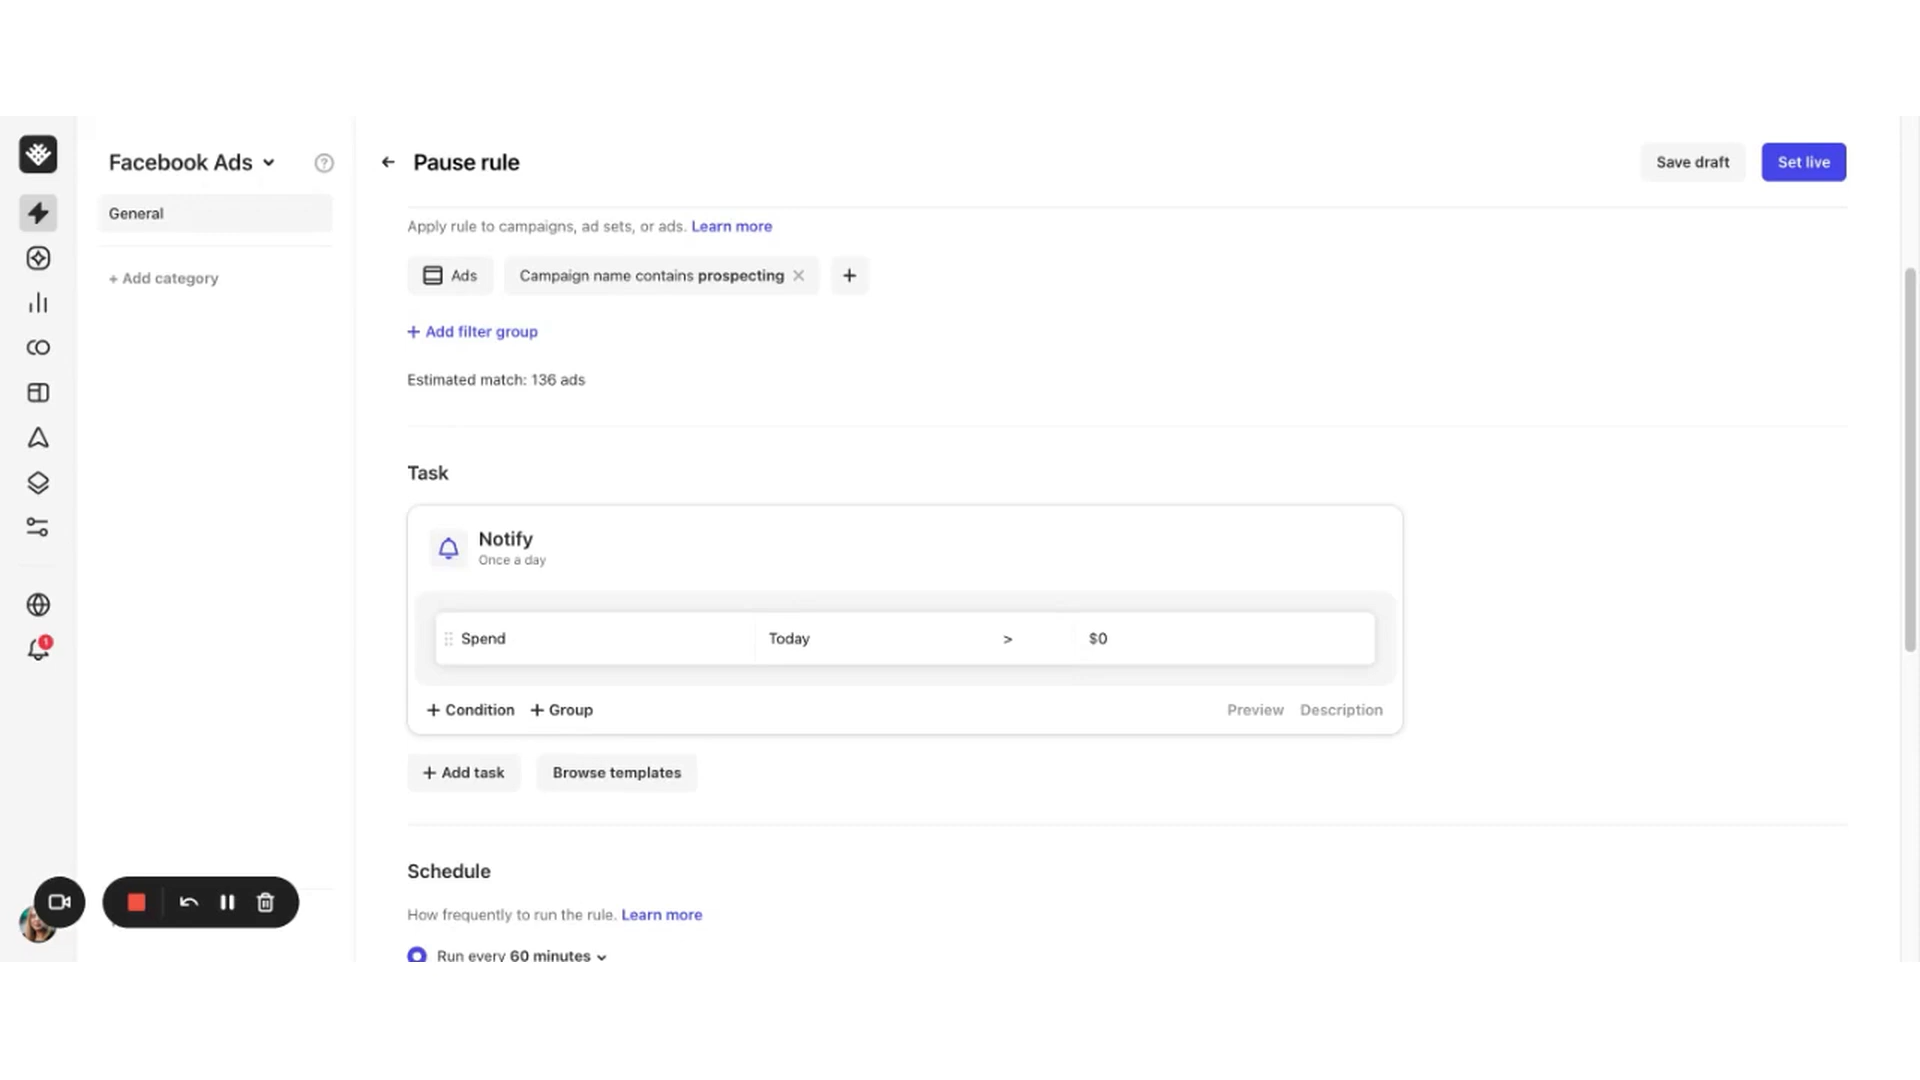 Facebook Ads
General
+ Add category
Pause rule
Save draft
Set live
Apply rule to campaigns, ad sets, or ads. Learn more
Ads
Campaign name contains prospecting
+ Add filter group
Estimated match: 136 ads
Task
Notify
Once a day
Spend Today > $0
+ Condition + Group
Preview Description
+ Add task
Browse templates
Schedule
How frequently to run the rule. Learn more
Run every 60 minutes
1